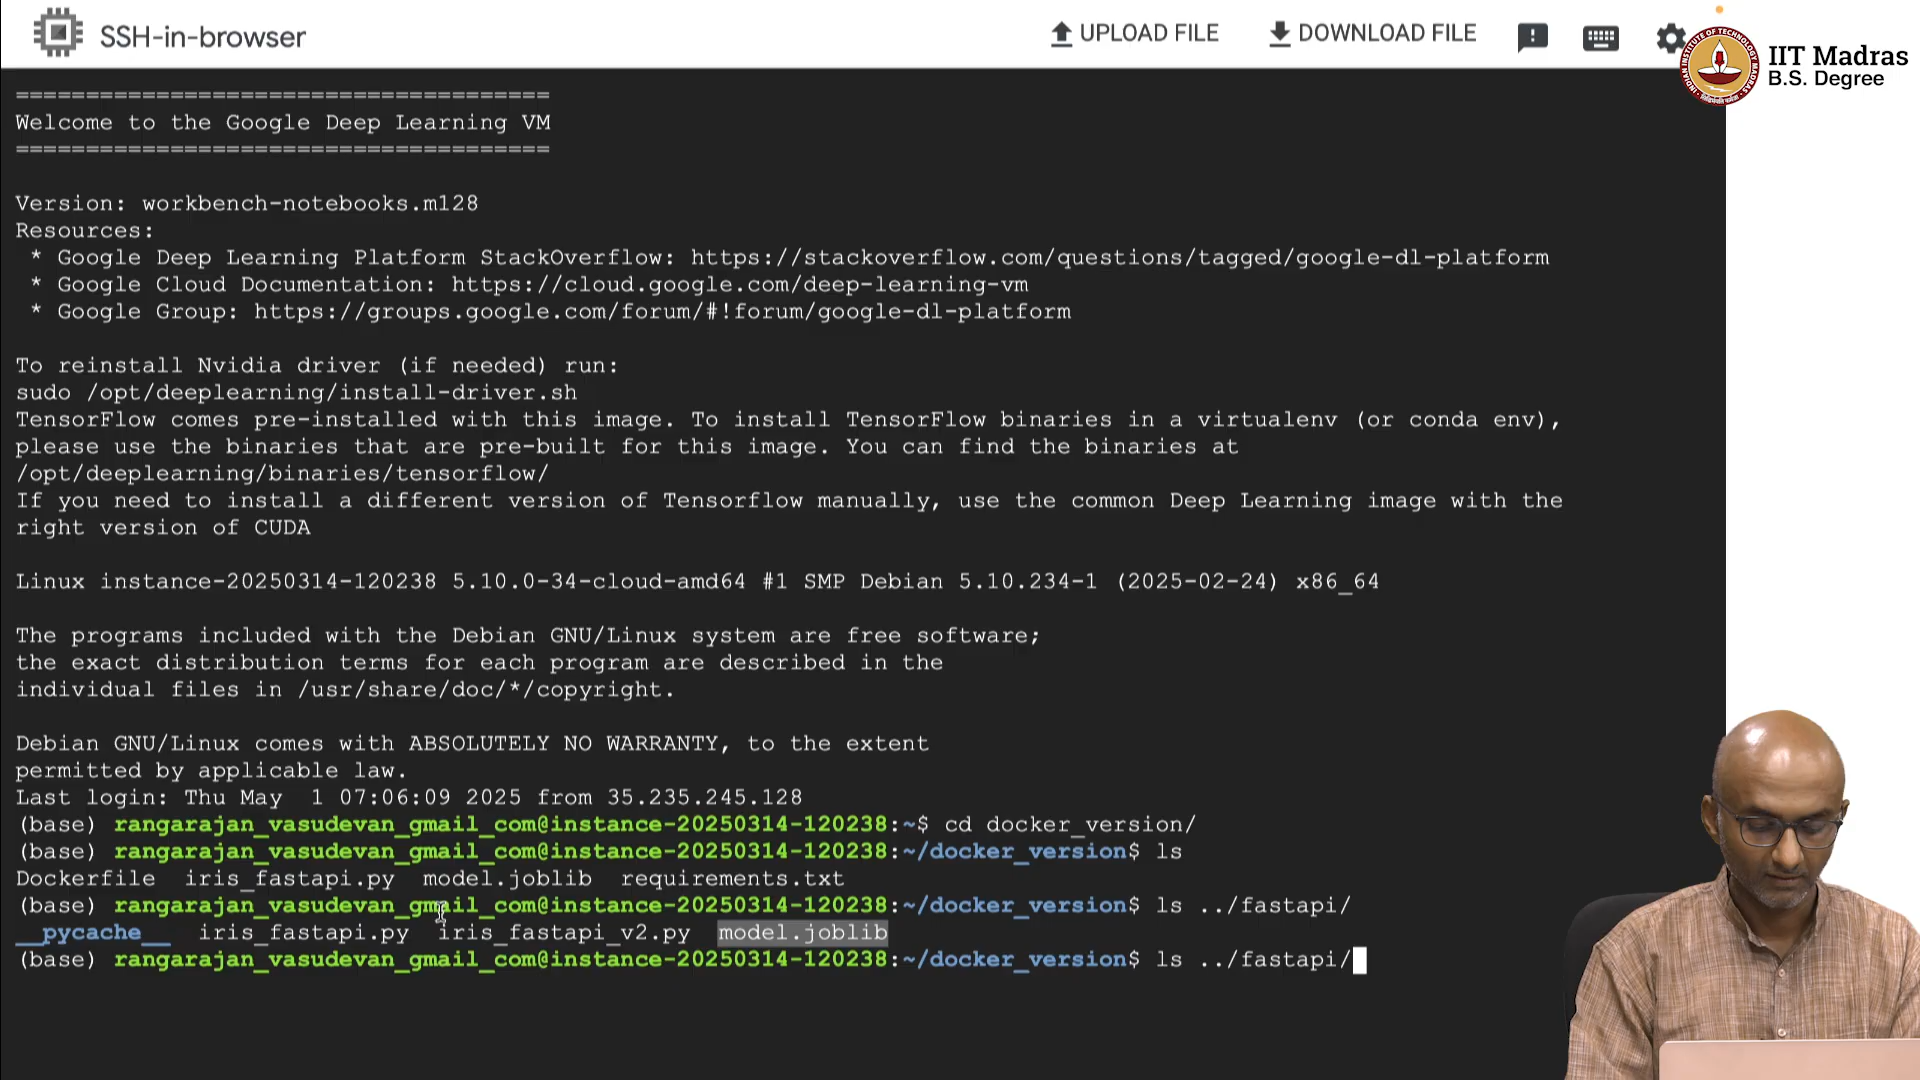 SSH-in-browser
UPLOAD FILE
DOWNLOAD FILE
IIT Madras
B.S. Degree
======================================
Welcome to the Google Deep Learning VM
======================================
Version: workbench-notebooks.m128
Resources:
* Google Deep Learning Platform StackOverflow: https://stackoverflow.com/questions/tagged/google-dl-platform
* Google Cloud Documentation: https://cloud.google.com/deep-learning-vm
* Google Group: https://groups.google.com/forum/#!forum/google-dl-platform
To reinstall Nvidia driver (if needed) run:
sudo /opt/deeplearning/install-driver.sh
TensorFlow comes pre-installed with this image. To install TensorFlow binaries in a virtualenv (or conda env),
please use the binaries that are pre-built for this image. You can find the binaries at
/opt/deeplearning/binaries/tensorflow/
If you need to install a different version of Tensorflow manually, use the common Deep Learning image with the
right version of CUDA
Linux instance-20250314-120238 5.10.0-34-cloud-amd64 #1 SMP Debian 5.10.234-1 (2025-02-24) x86_64
The programs included with the Debian GNU/Linux system are free software;
the exact distribution terms for each program are described in the
individual files in /usr/share/doc/*/copyright.
Debian GNU/Linux comes with ABSOLUTELY NO WARRANTY, to the extent
permitted by applicable law.
Last login: Thu May  1 07:06:09 2025 from 35.235.245.128
(base) rangarajan_vasudevan_gmail_com@instance-20250314-120238:~$ cd docker_version/
(base) rangarajan_vasudevan_gmail_com@instance-20250314-120238:~/docker_version$ ls
Dockerfile  iris_fastapi.py  model.joblib  requirements.txt
(base) rangarajan_vasudevan_gmail_com@instance-20250314-120238:~/docker_version$ ls ../fastapi/
__pycache__  iris_fastapi.py  iris_fastapi_v2.py  model.joblib
(base) rangarajan_vasudevan_gmail_com@instance-20250314-120238:~/docker_version$ ls ../fastapi/